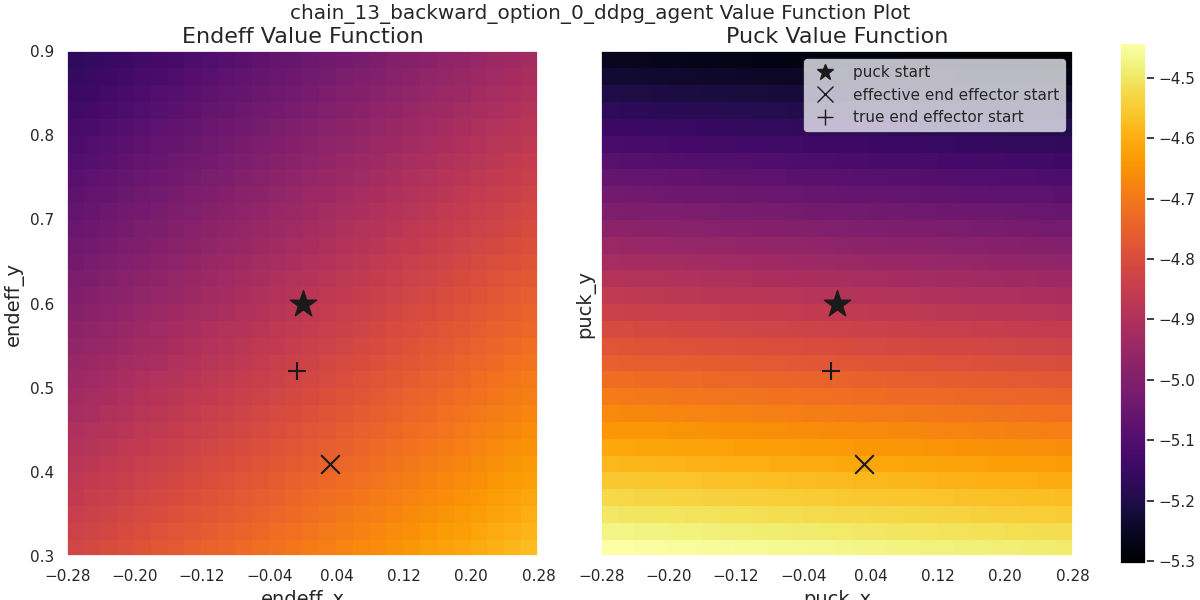 chain_13_backward_option_0_ddpg_agent Value Function Plot
Endeff Value Function
Puck Value Function
puck start
effective end effector start
true end effector start
endeff_y
0.9
0.8
0.7
0.6
0.5
0.4
0.3
−0.28 −0.20 −0.12 −0.04 0.04 0.12 0.20 0.28
endeff_x
puck_y
−0.28 −0.20 −0.12 −0.04 0.04 0.12 0.20 0.28
puck_x
−4.5
−4.6
−4.7
−4.8
−4.9
−5.0
−5.1
−5.2
−5.3